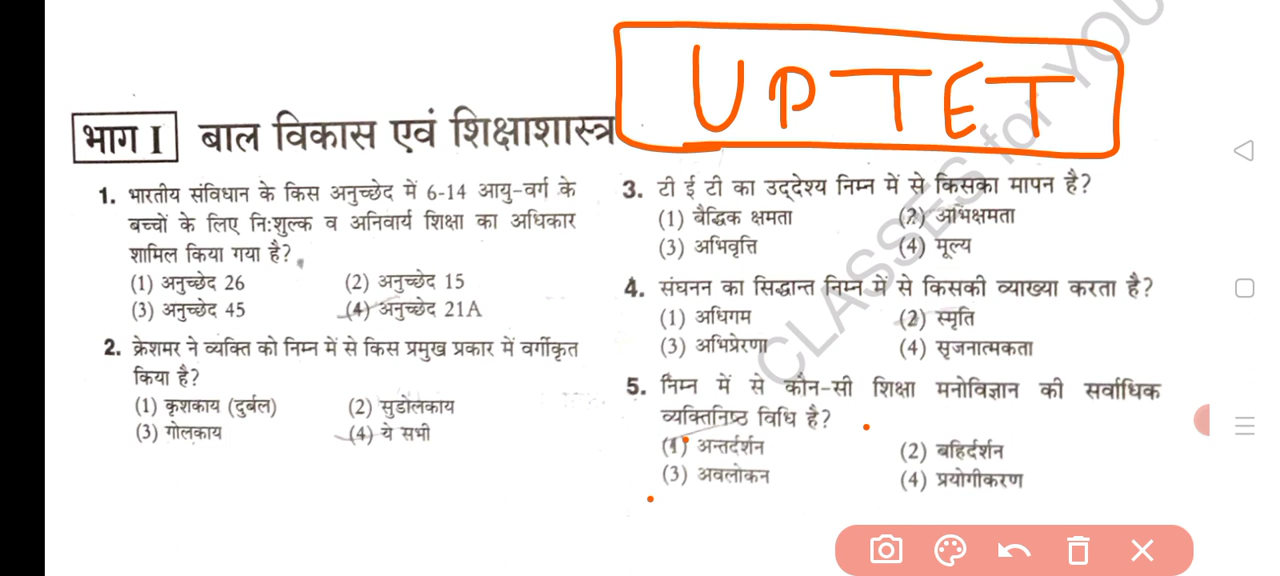 UPTET
भाग I बाल विकास एवं शिक्षाशास्त्र
1. भारतीय संविधान के किस अनुच्छेद में 6-14 आयु-वर्ग के
बच्चों के लिए नि:शुल्क व अनिवार्य शिक्षा का अधिकार
शामिल किया गया है?
(1) अनुच्छेद 26 (2) अनुच्छेद 15
(3) अनुच्छेद 45 (4) अनुच्छेद 21A
2. क्रेशमर ने व्यक्ति को निम्न में से किस प्रमुख प्रकार में वर्गीकृत
किया है?
(1) कृशकाय (दुर्बल) (2) सुडोलकाय
(3) गोलकाय (4) ये सभी
3. टी ई टी का उद्देश्य निम्न में से किसका मापन है?
(1) बैद्धिक क्षमता (2) अभिक्षमता
(3) अभिवृत्ति (4) मूल्य
4. संघनन का सिद्धान्त निम्न में से किसकी व्याख्या करता है?
(1) अधिगम (2) स्मृति
(3) अभिप्रेरणा (4) सृजनात्मकता
5. निम्न में से कौन-सी शिक्षा मनोविज्ञान की सर्वाधिक
व्यक्तिनिष्ठ विधि है?
(1) अन्तर्दर्शन (2) बहिर्दर्शन
(3) अवलोकन (4) प्रयोगीकरण
CLASSES for YOU